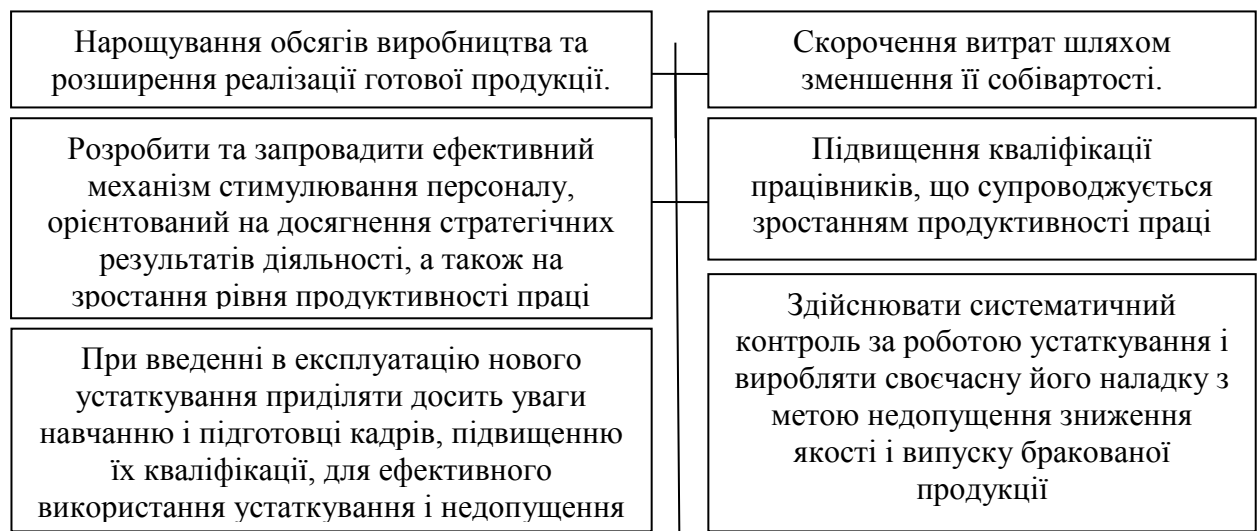 Нарощування обсягів виробництва та
розширення реалізації готової продукції.
Скорочення витрат шляхом
зменшення її собівартості.
Розробити та запровадити ефективний
механізм стимулювання персоналу,
орієнтований на досягнення стратегічних
результатів діяльності, а також на
зростання рівня продуктивності праці
Підвищення кваліфікації
працівників, що супроводжується
зростанням продуктивності праці
При введенні в експлуатацію нового
устаткування приділяти досить уваги
навчанню і підготовці кадрів, підвищенню
їх кваліфікації, для ефективного
використання устаткування і недопущення
Здійснювати систематичний
контроль за роботою устаткування і
виробляти своєчасну його наладку з
метою недопущення зниження
якості і випуску бракованої
продукції